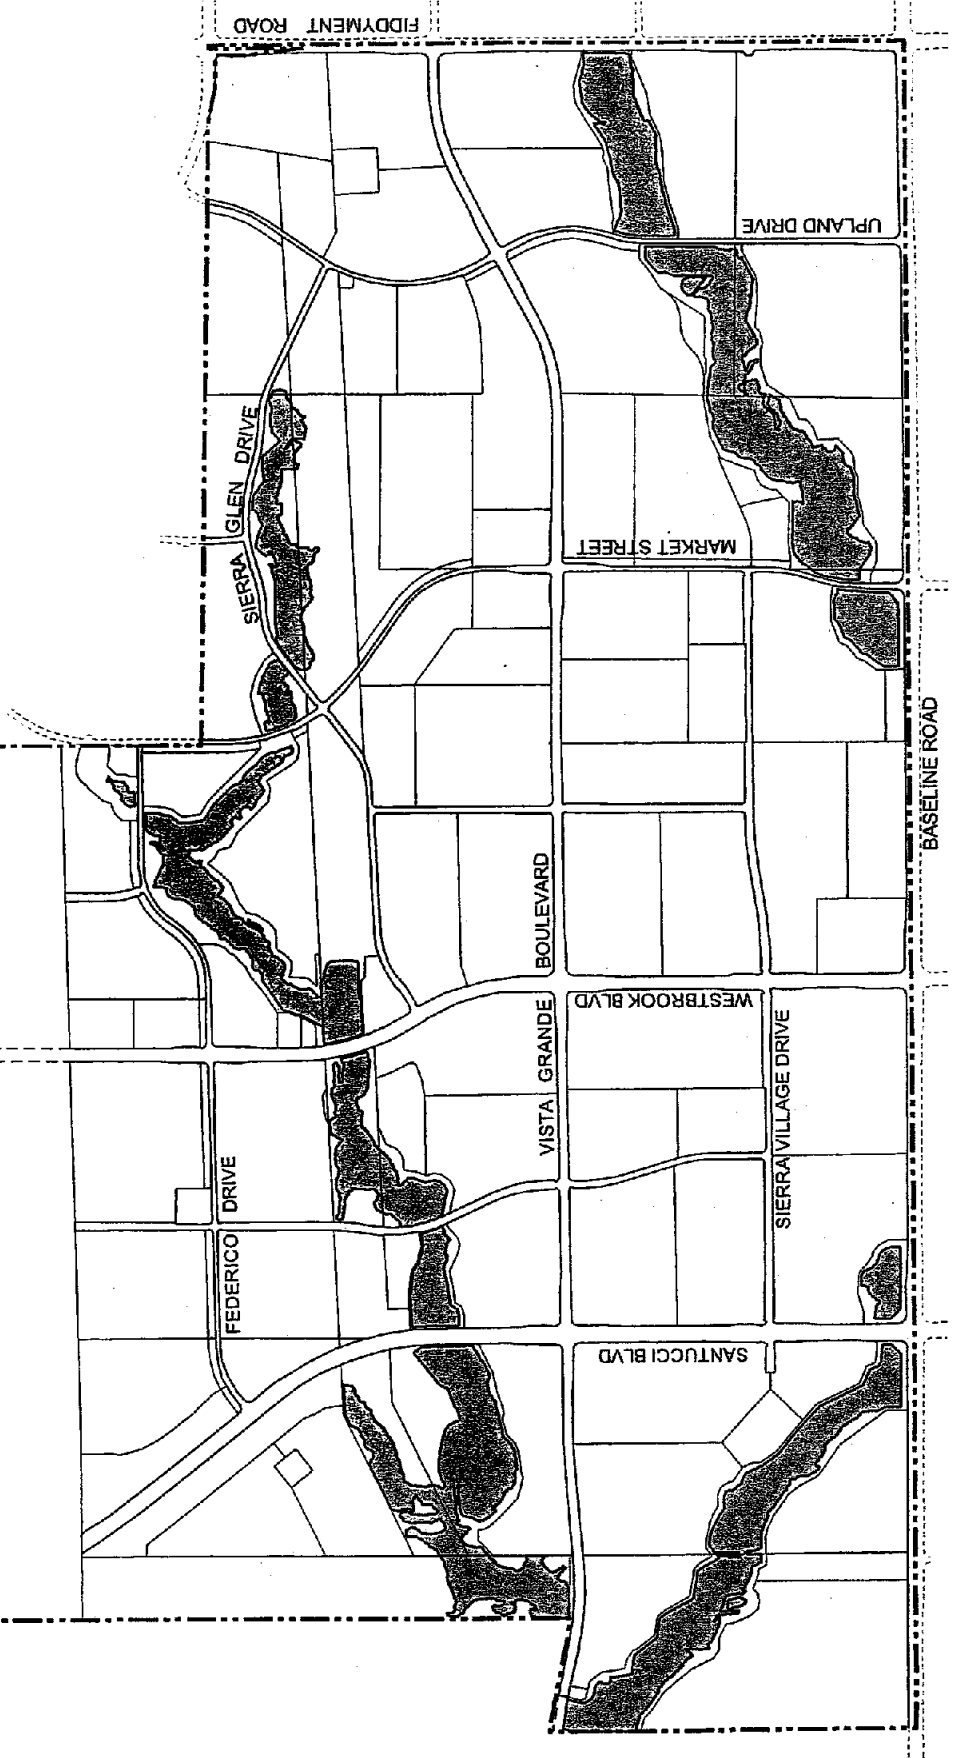 FIDDYMENT ROAD
UPLAND DRIVE
SIERRA GLEN DRIVE
MARKET STREET
BASELINE ROAD
VISTA GRANDE BOULEVARD
WESTBROOK BLVD
SIERRA VILLAGE DRIVE
FEDERICO DRIVE
SANTUCCI BLVD